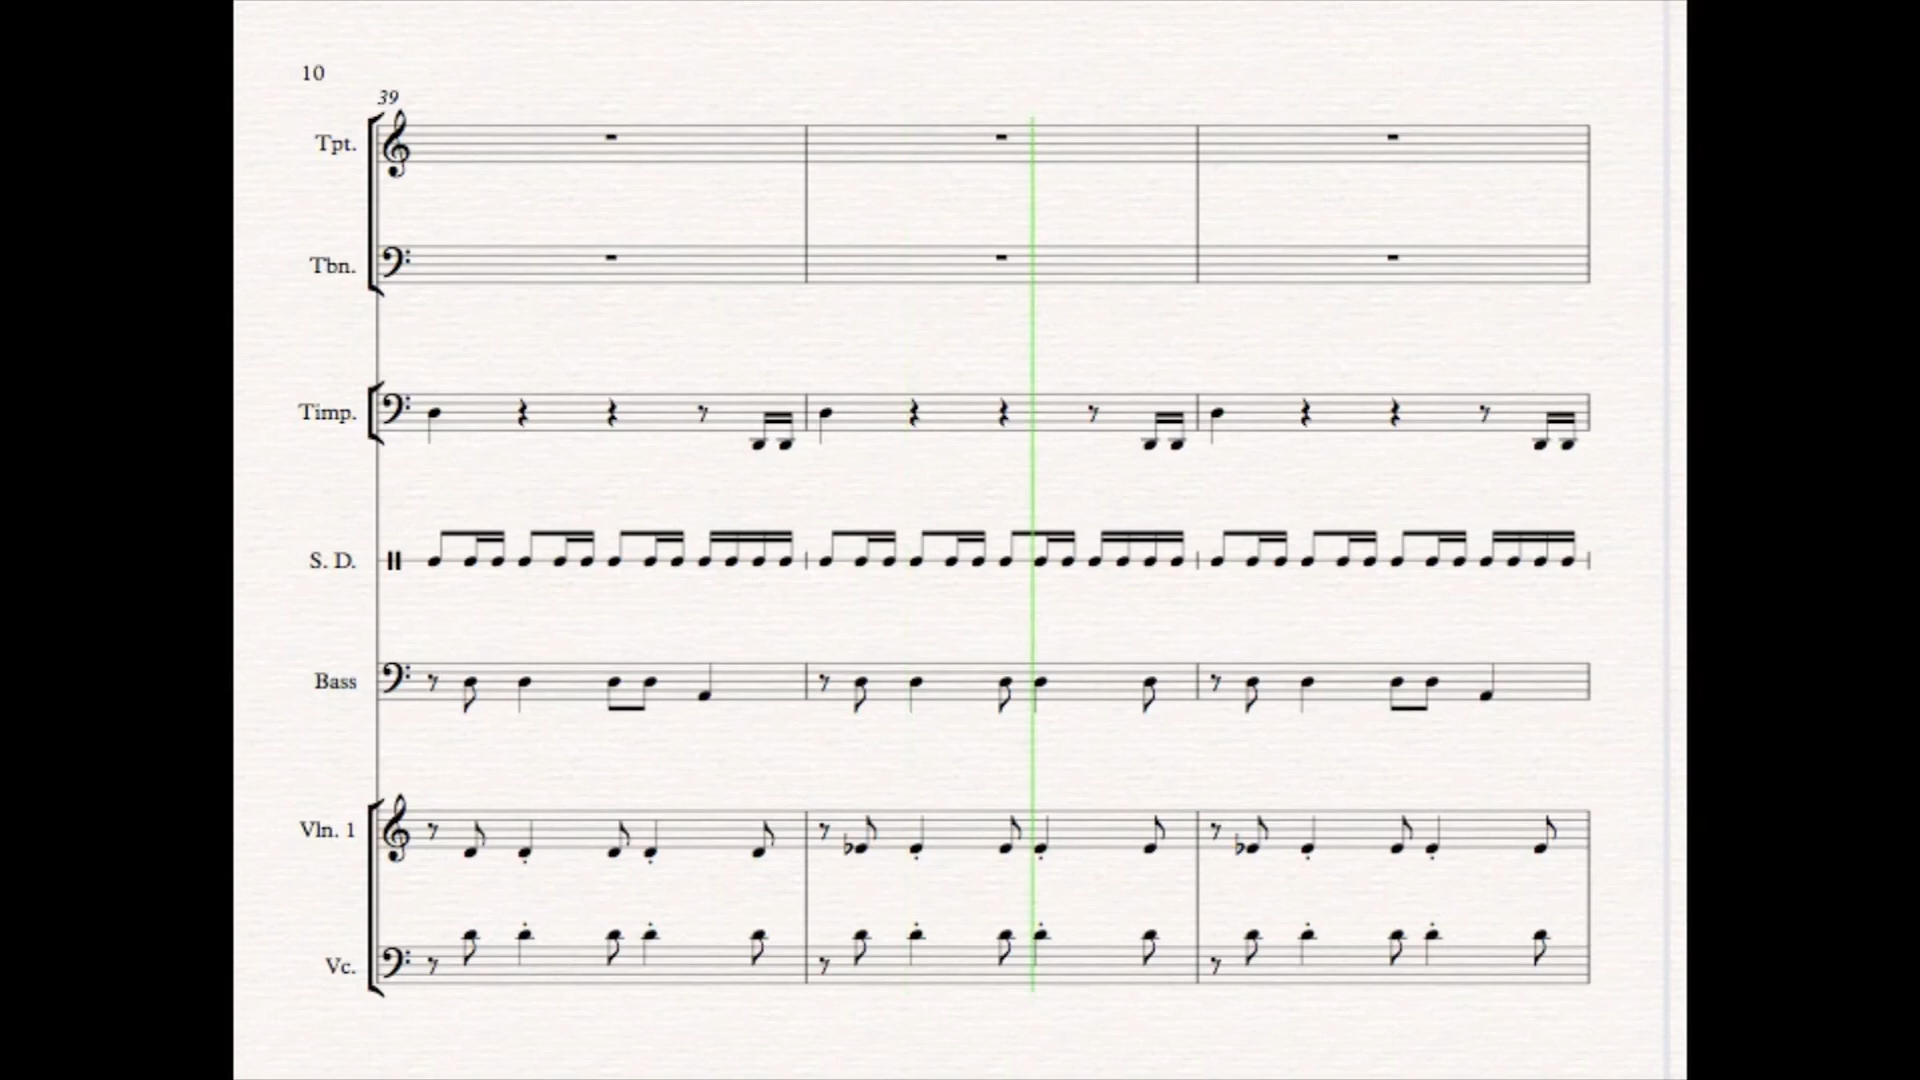 10
39
Tpt.
Tbn.
Timp.
S. D.
Bass
Vln. 1
Vc.